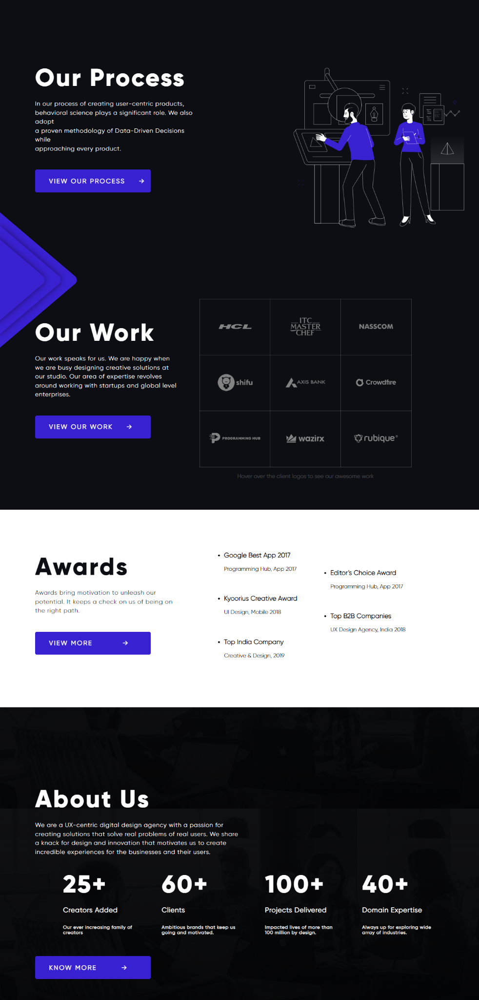 Our Process
In our process of creating user-centric products,
behavioral science plays a significant role. We also
adopt
a proven methodology of Data-Driven Decisions
while
approaching every product.
VIEW OUR PROCESS →
Our Work
Our work speaks for us. We are happy when
we are busy designing creative solutions at
our studio. Our area of expertise revolves
around working with startups and global level
enterprises.
VIEW OUR WORK →
HCL
ITC
MASTER
CHEF
NASSCOM
shifu
AXIS BANK
Crowdfire
PROGRAMMING HUB
wazirx
rubique®
Hover over the client logos to see our awesome work
Awards
Awards bring motivation to unleash our
potential. It keeps a check on us of being on
the right path.
VIEW MORE →
• Google Best App 2017
Programming Hub, App 2017
• Kyoorius Creative Award
UI Design, Mobile 2018
• Top India Company
Creative & Design, 2019
• Editor's Choice Award
Programming Hub, App 2017
• Top B2B Companies
UX Design Agency, India 2018
About Us
We are a UX-centric digital design agency with a passion for
creating solutions that solve real problems of real users. We share
a knack for design and innovation that motivates us to create
incredible experiences for the businesses and their users.
25+
Creators Added
Our ever increasing family of
creators
60+
Clients
Ambitious brands that keep us
going and motivated.
100+
Projects Delivered
Impacted lives of more than
100 million by design.
40+
Domain Expertise
Always up for exploring wide
array of industries.
KNOW MORE →